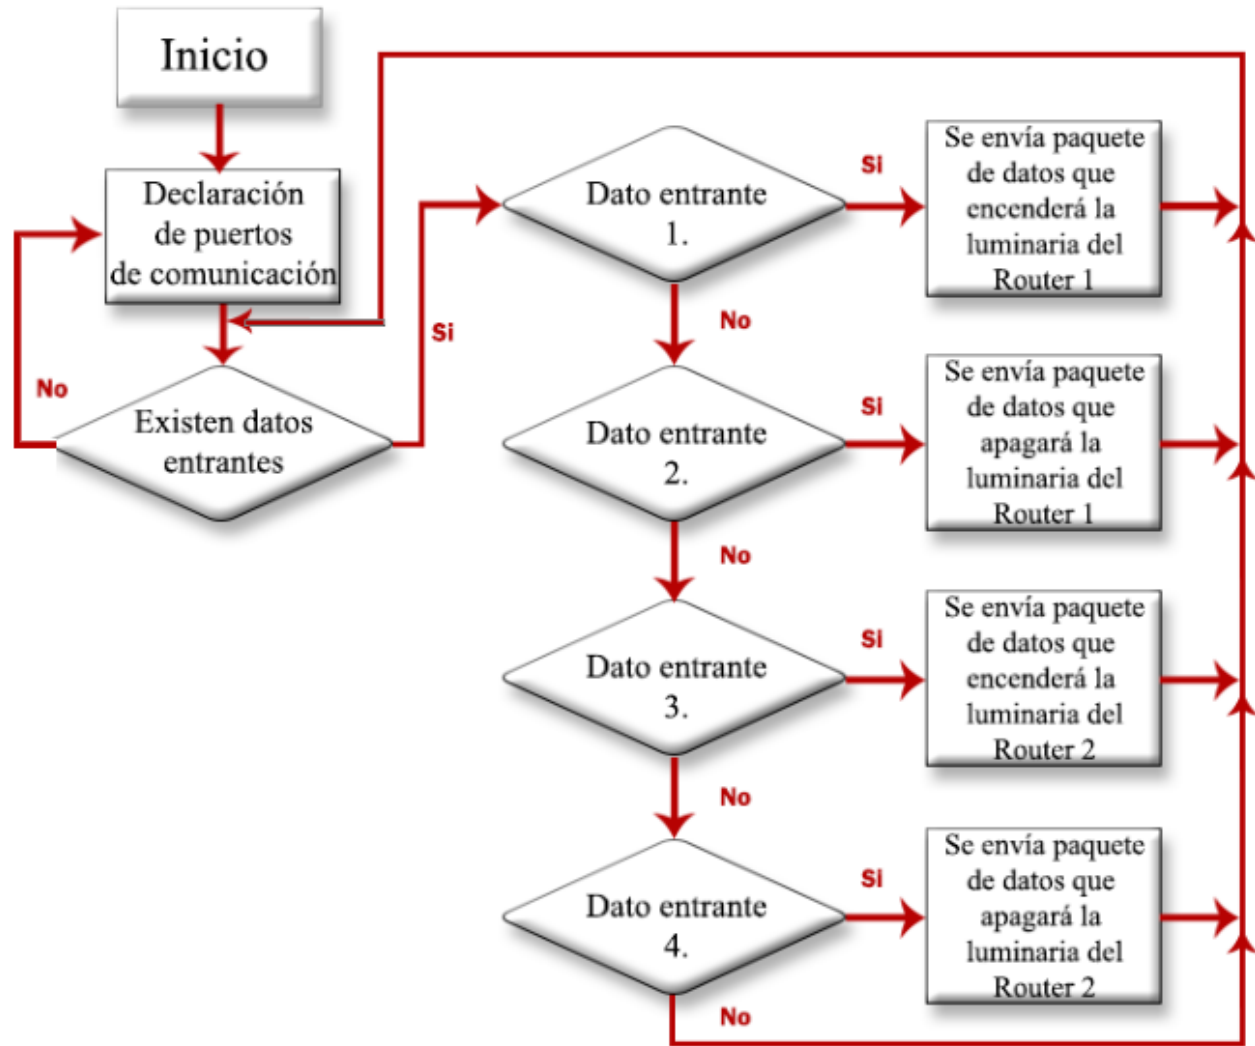 Inicio
Declaración
de puertos
de comunicación
No
Existen datos
entrantes
Si
Dato entrante
1.
Si
Se envía paquete
de datos que
encenderá la
luminaria del
Router 1
No
Dato entrante
2.
Si
Se envía paquete
de datos que
apagará la
luminaria del
Router 1
No
Dato entrante
3.
Si
Se envía paquete
de datos que
encenderá la
luminaria del
Router 2
No
Dato entrante
4.
Si
Se envía paquete
de datos que
apagará la
luminaria del
Router 2
No